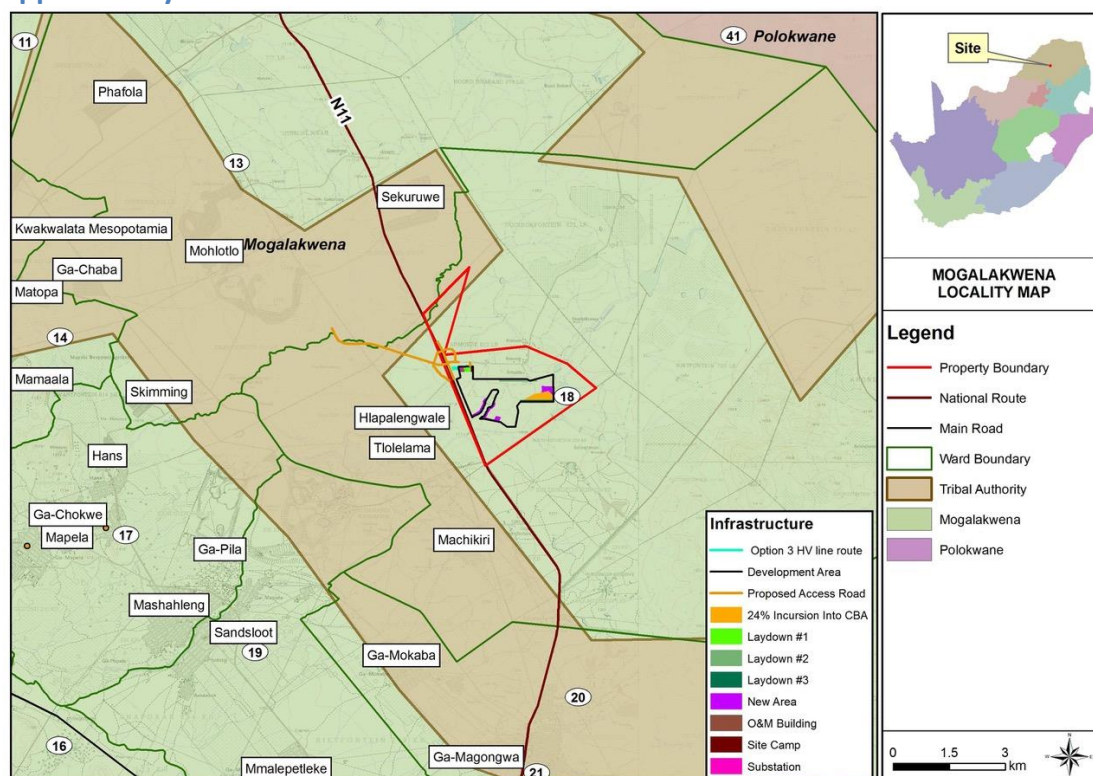 11
Phafola
13
N11
41
Polokwane
Sekuruwe
Kwakwalata Mesopotamia
Mohlotlo
Mogalakwena
Ga-Chaba
Matopa
14
Mamaala
Skimming
18
Hlapalengwale
Tlolelama
Hans
Ga-Chokwe
Mapela
17
Ga-Pila
Machikiri
Mashahleng
Sandsloot
19
Ga-Mokaba
20
16
Mmalepetleke
Ga-Magongwa
21
Infrastructure
Option 3 HV line route
Development Area
Proposed Access Road
24% Incursion Into CBA
Laydown #1
Laydown #2
Laydown #3
New Area
O&M Building
Site Camp
Substation
Site
MOGALAKWENA
LOCALITY MAP
Legend
Property Boundary
National Route
Main Road
Ward Boundary
Tribal Authority
Mogalakwena
Polokwane
0 1.5 3
km
N
W E
S